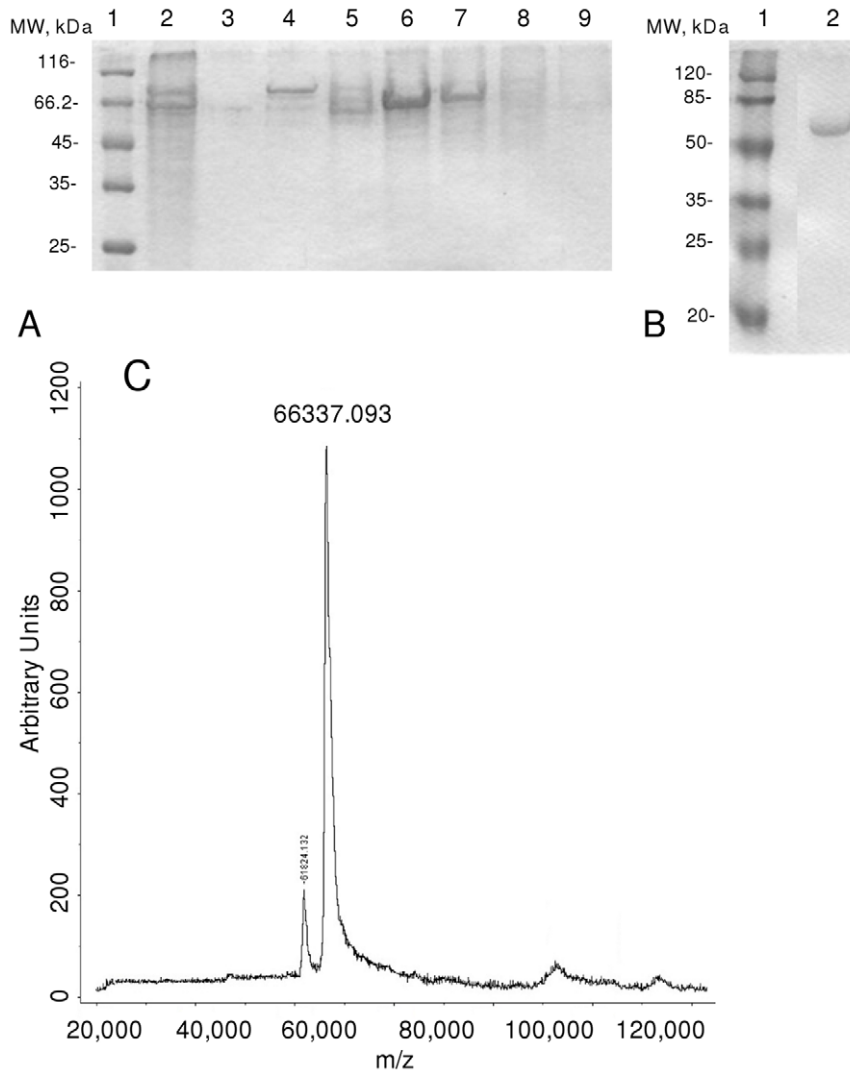 MW, kDa 1 2 3 4 5 6 7 8 9
116-
66.2-
45-
35-
25-
A
MW, kDa 1 2
120-
85-
50-
35-
25-
20-
B
C
66337.093
-61824.132
Arbitrary Units
1200
1000
800
600
400
200
0
20,000 40,000 60,000 80,000 100,000 120,000
m/z